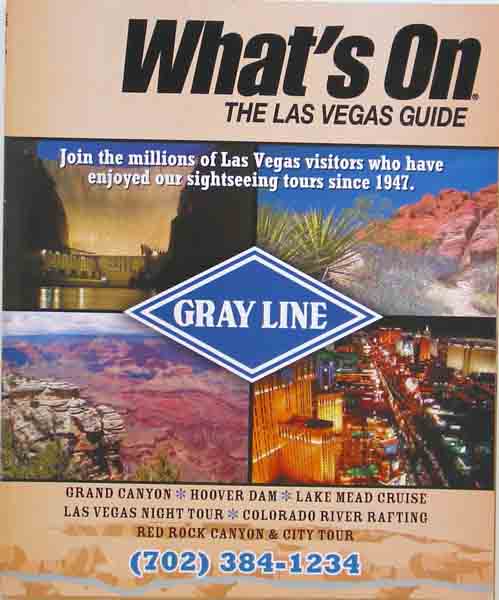 What's On®
THE LAS VEGAS GUIDE
Join the millions of Las Vegas visitors who have
enjoyed our sightseeing tours since 1947.
GRAY LINE
GRAND CANYON * HOOVER DAM * LAKE MEAD CRUISE
LAS VEGAS NIGHT TOUR * COLORADO RIVER RAFTING
RED ROCK CANYON & CITY TOUR
(702) 384-1234